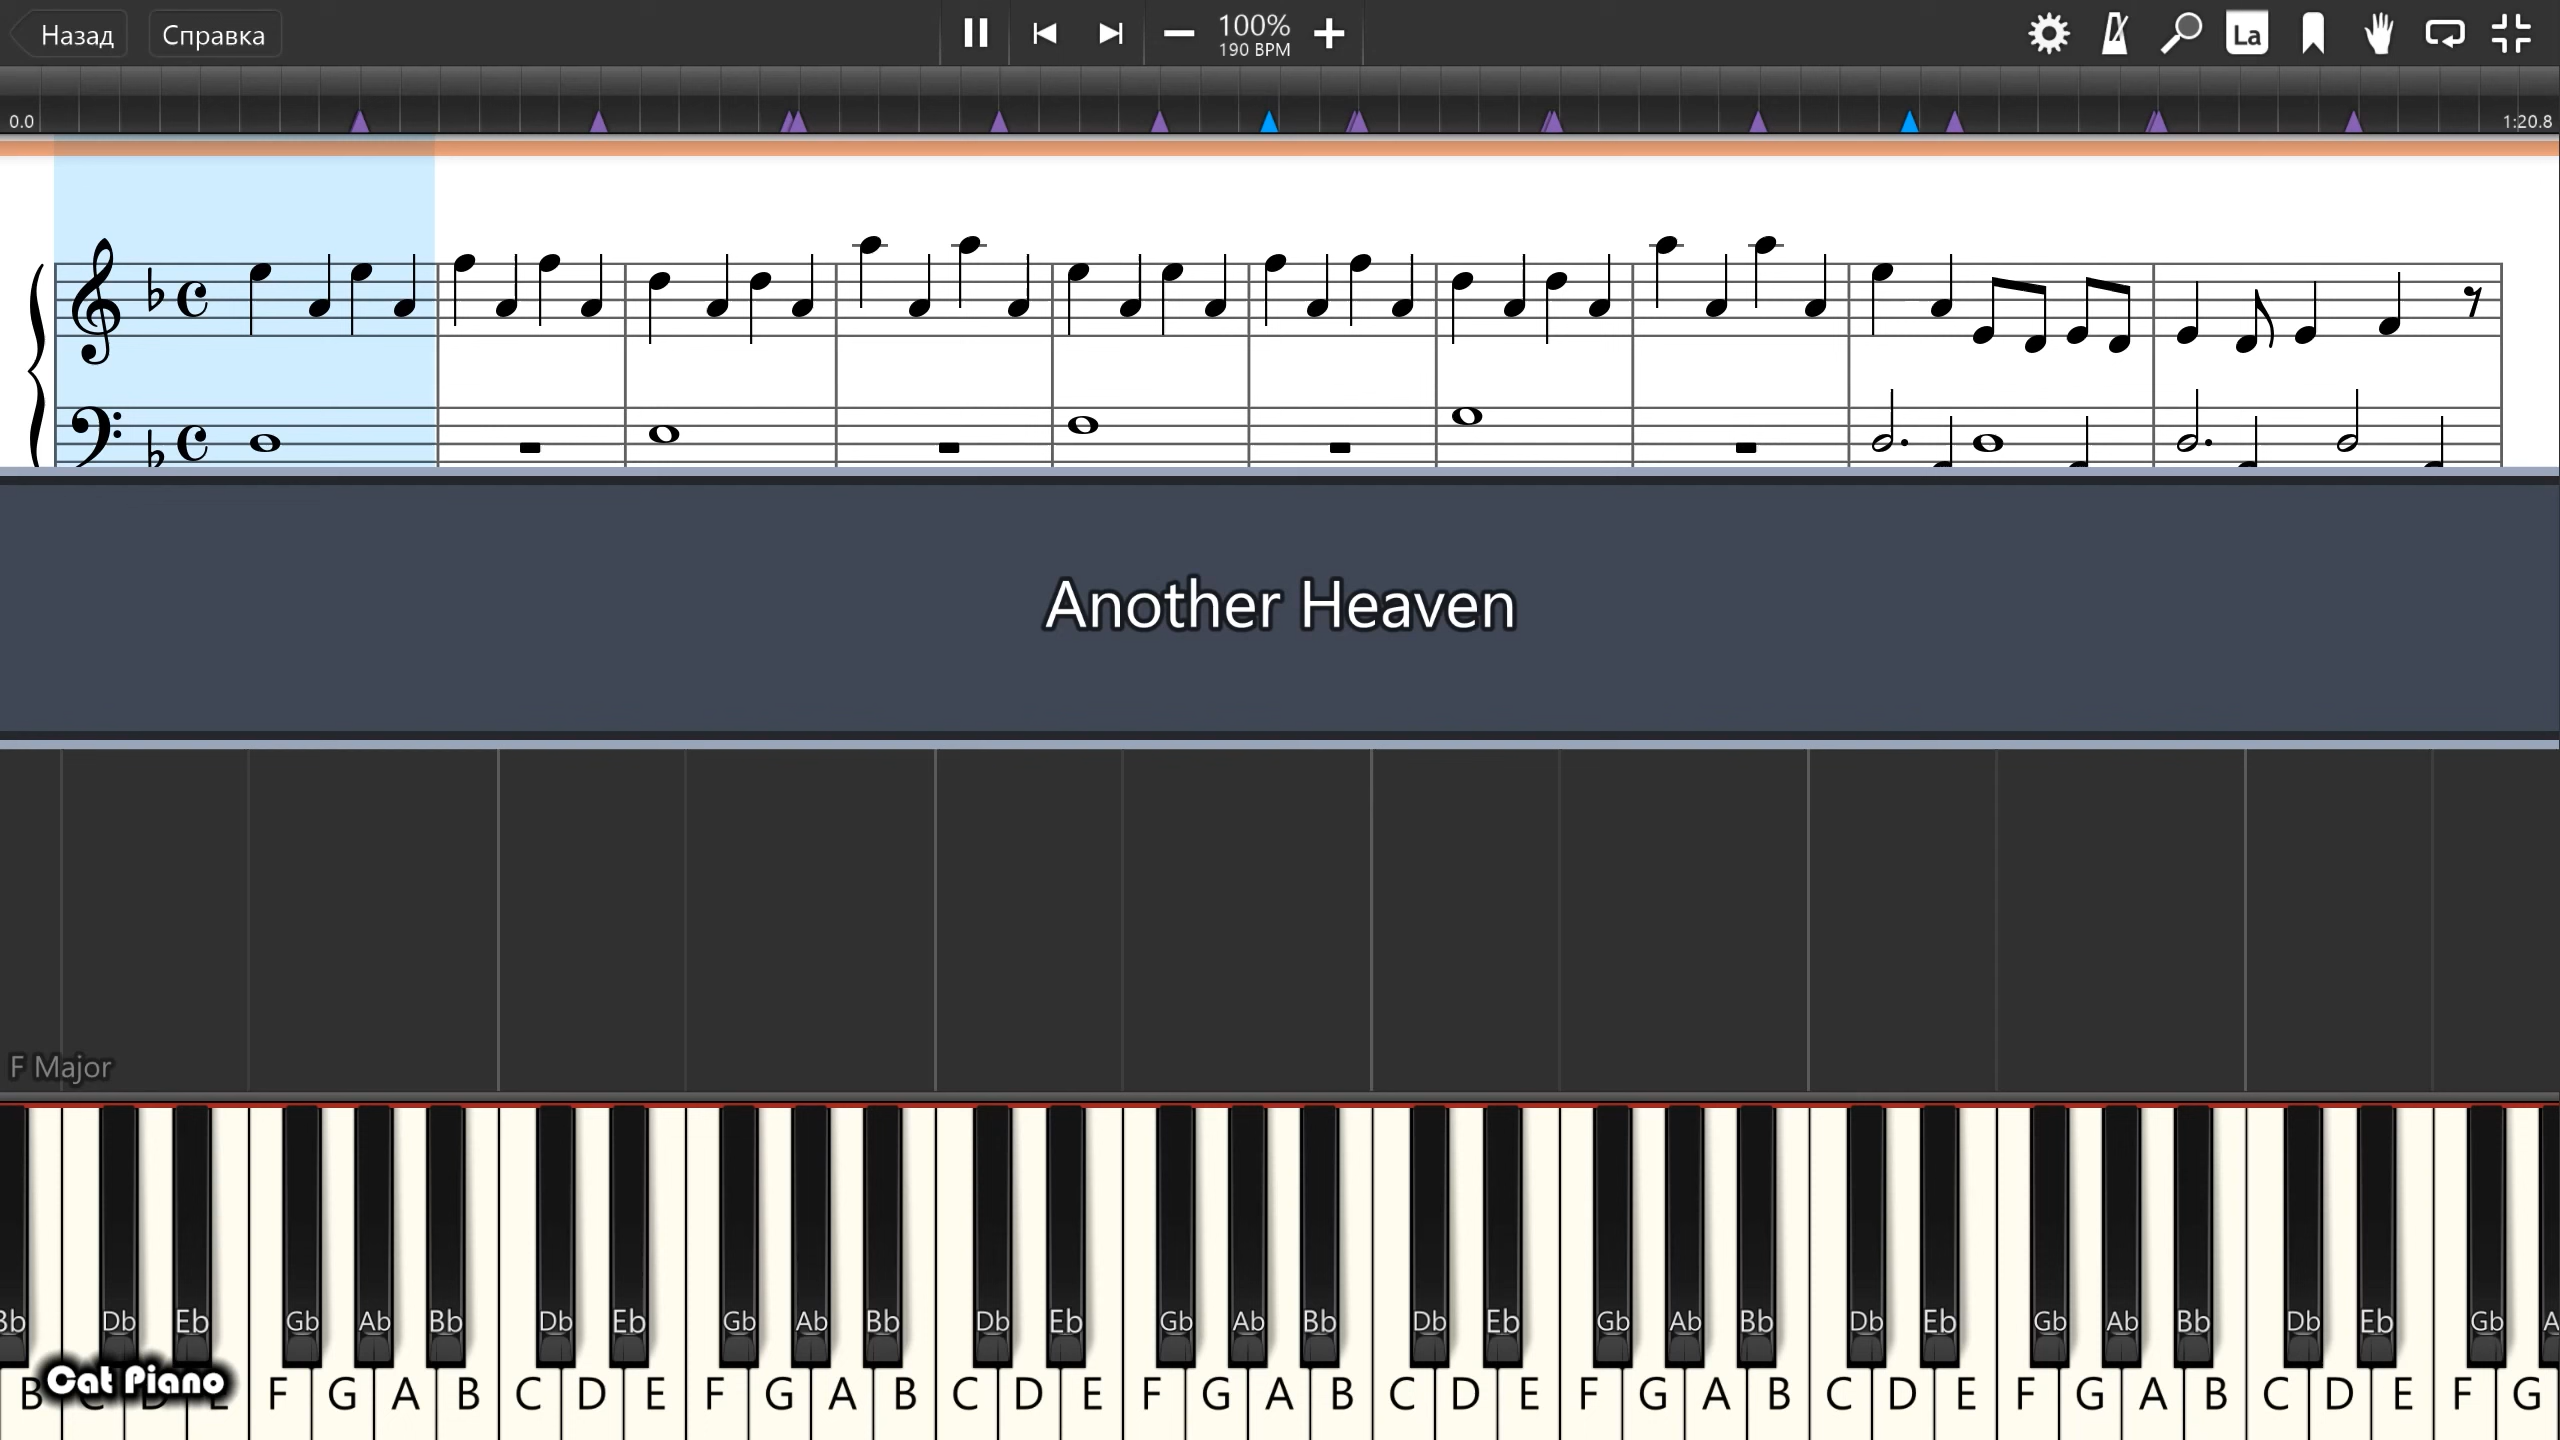 Назад Справка 100%
190 BPM
La
0.0 1:20.8
Another Heaven
F Major
Bb Db Eb Gb Ab Bb Db Eb Gb Ab Bb Db Eb Gb Ab Bb Db Eb Gb Ab Bb Db Eb Gb Ab Bb Db Eb Gb A
Cat Piano
B C D E F G A B C D E F G A B C D E F G A B C D E F G A B C D E F G A B C D E F G